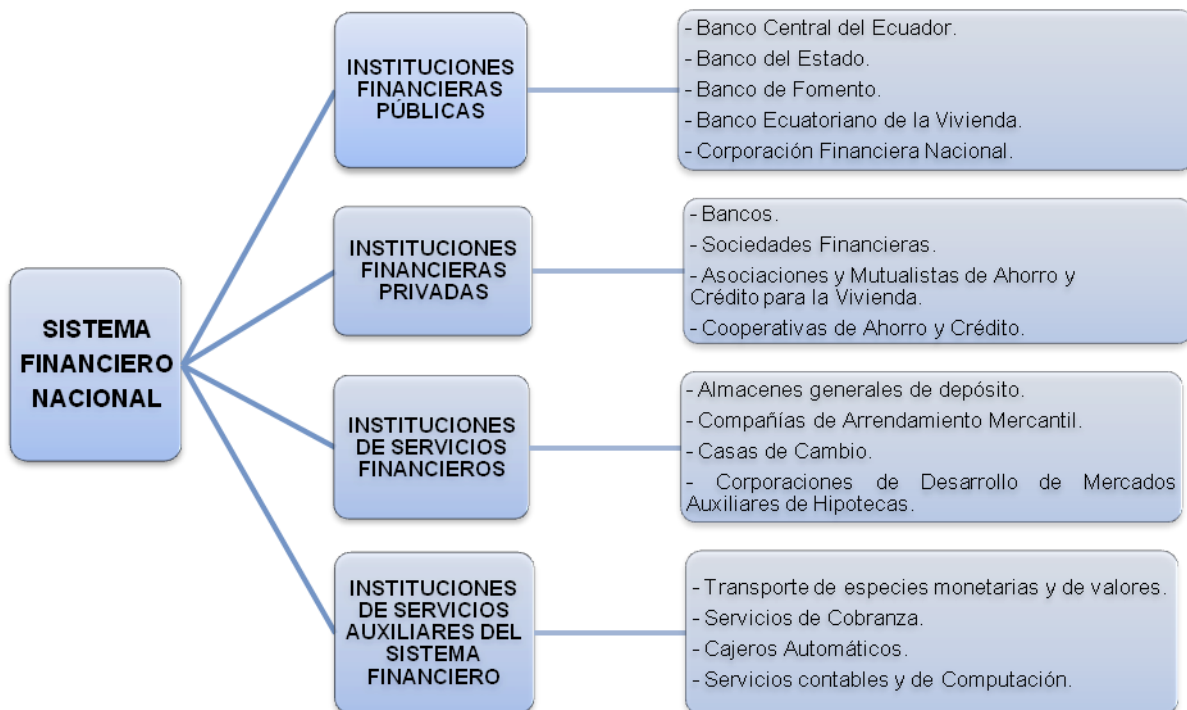 SISTEMA
FINANCIERO
NACIONAL
INSTITUCIONES
FINANCIERAS
PÚBLICAS
- Banco Central del Ecuador.
- Banco del Estado.
- Banco de Fomento.
- Banco Ecuatoriano de la Vivienda.
- Corporación Financiera Nacional.
INSTITUCIONES
FINANCIERAS
PRIVADAS
- Bancos.
- Sociedades Financieras.
- Asociaciones y Mutualistas de Ahorro y
Crédito para la Vivienda.
- Cooperativas de Ahorro y Crédito.
INSTITUCIONES
DE SERVICIOS
FINANCIEROS
- Almacenes generales de depósito.
- Compañías de Arrendamiento Mercantil.
- Casas de Cambio.
- Corporaciones de Desarrollo de Mercados
Auxiliares de Hipotecas.
INSTITUCIONES
DE SERVICIOS
AUXILIARES DEL
SISTEMA
FINANCIERO
- Transporte de especies monetarias y de valores.
- Servicios de Cobranza.
- Cajeros Automáticos.
- Servicios contables y de Computación.